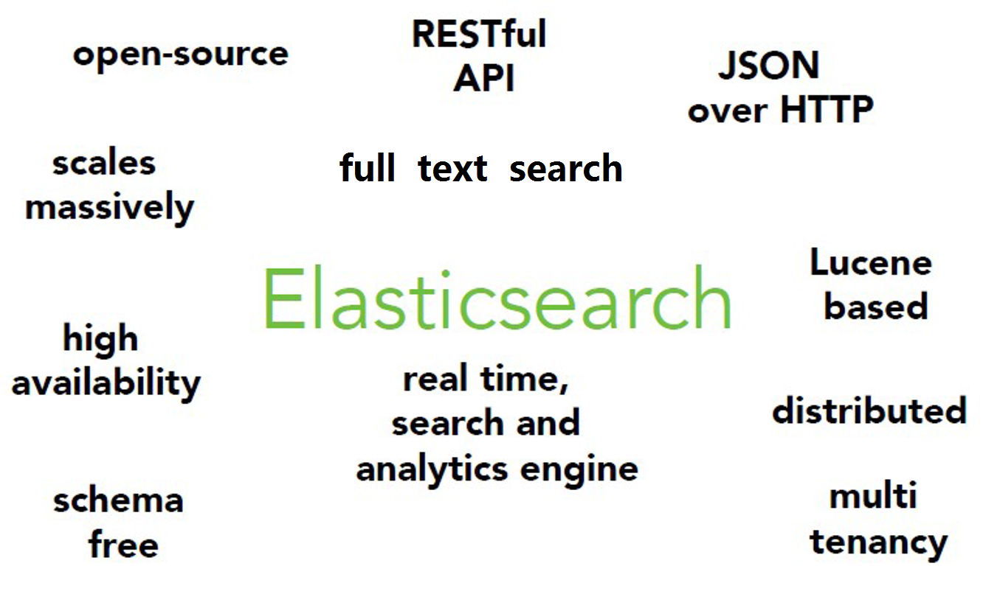 open-source
RESTful
API
JSON
over HTTP
scales
massively
full text search
Elasticsearch
Lucene
based
high
availability
real time,
search and
analytics engine
distributed
schema
free
multi
tenancy